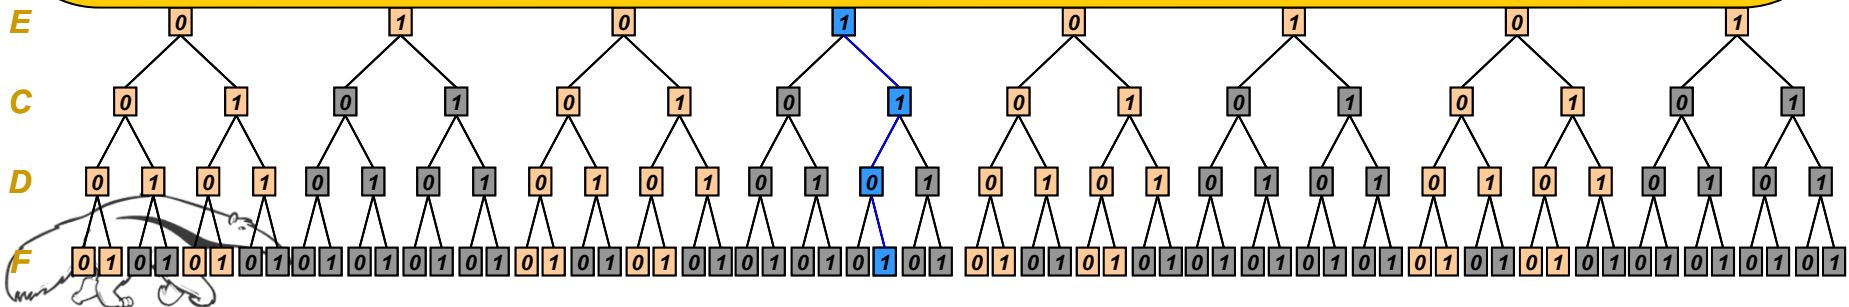 E 0 1 0 1 0 1 0 1
C 0 1 0 1 0 1 0 1 0 1 0 1 0 1 0 1
D 0 1 0 1 0 1 0 1 0 1 0 1 0 1 0 1 0 1 0 1 0 1 0 1 0 1 0 1 0 1 0 1
F 0 1 0 1 0 1 0 1 0 1 0 1 0 1 0 1 0 1 0 1 0 1 0 1 0 1 0 1 0 1 0 1 0 1 0 1 0 1 0 1 0 1 0 1 0 1 0 1 0 1 0 1 0 1 0 1 0 1 0 1 0 1 0 1